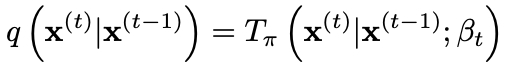 q(x^{(t)}|x^{(t-1)}) = T_π(x^{(t)}|x^{(t-1)}; β_t)